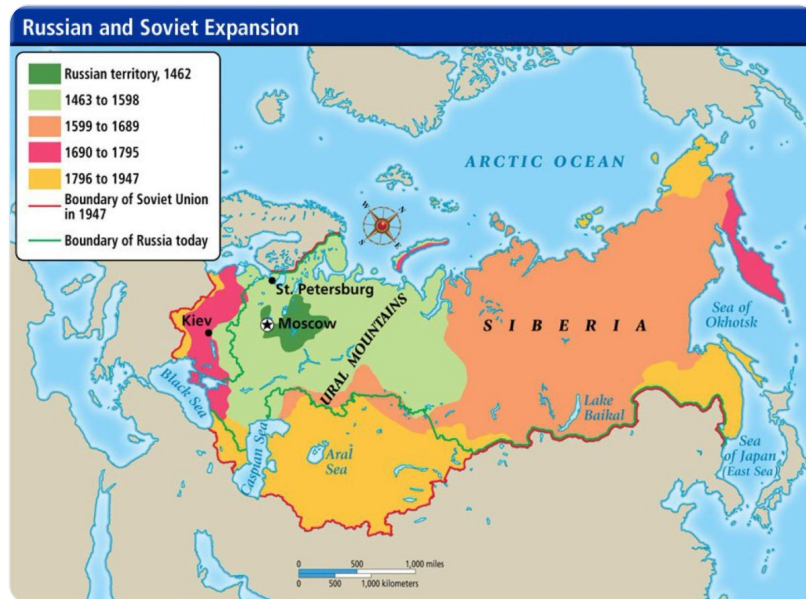 Russian and Soviet Expansion
Russian territory, 1462
1463 to 1598
1599 to 1689
1690 to 1795
1796 to 1947
Boundary of Soviet Union
in 1947
Boundary of Russia today
ARCTIC OCEAN
N
W
E
S
St. Petersburg
Kiev
Moscow
URAL MOUNTAINS
SIBERIA
Sea of
Okhotsk
Black Sea
Caspian Sea
Aral
Sea
Lake
Baikal
Sea
of Japan
(East Sea)
0 500 1,000 miles
0 500 1,000 kilometers